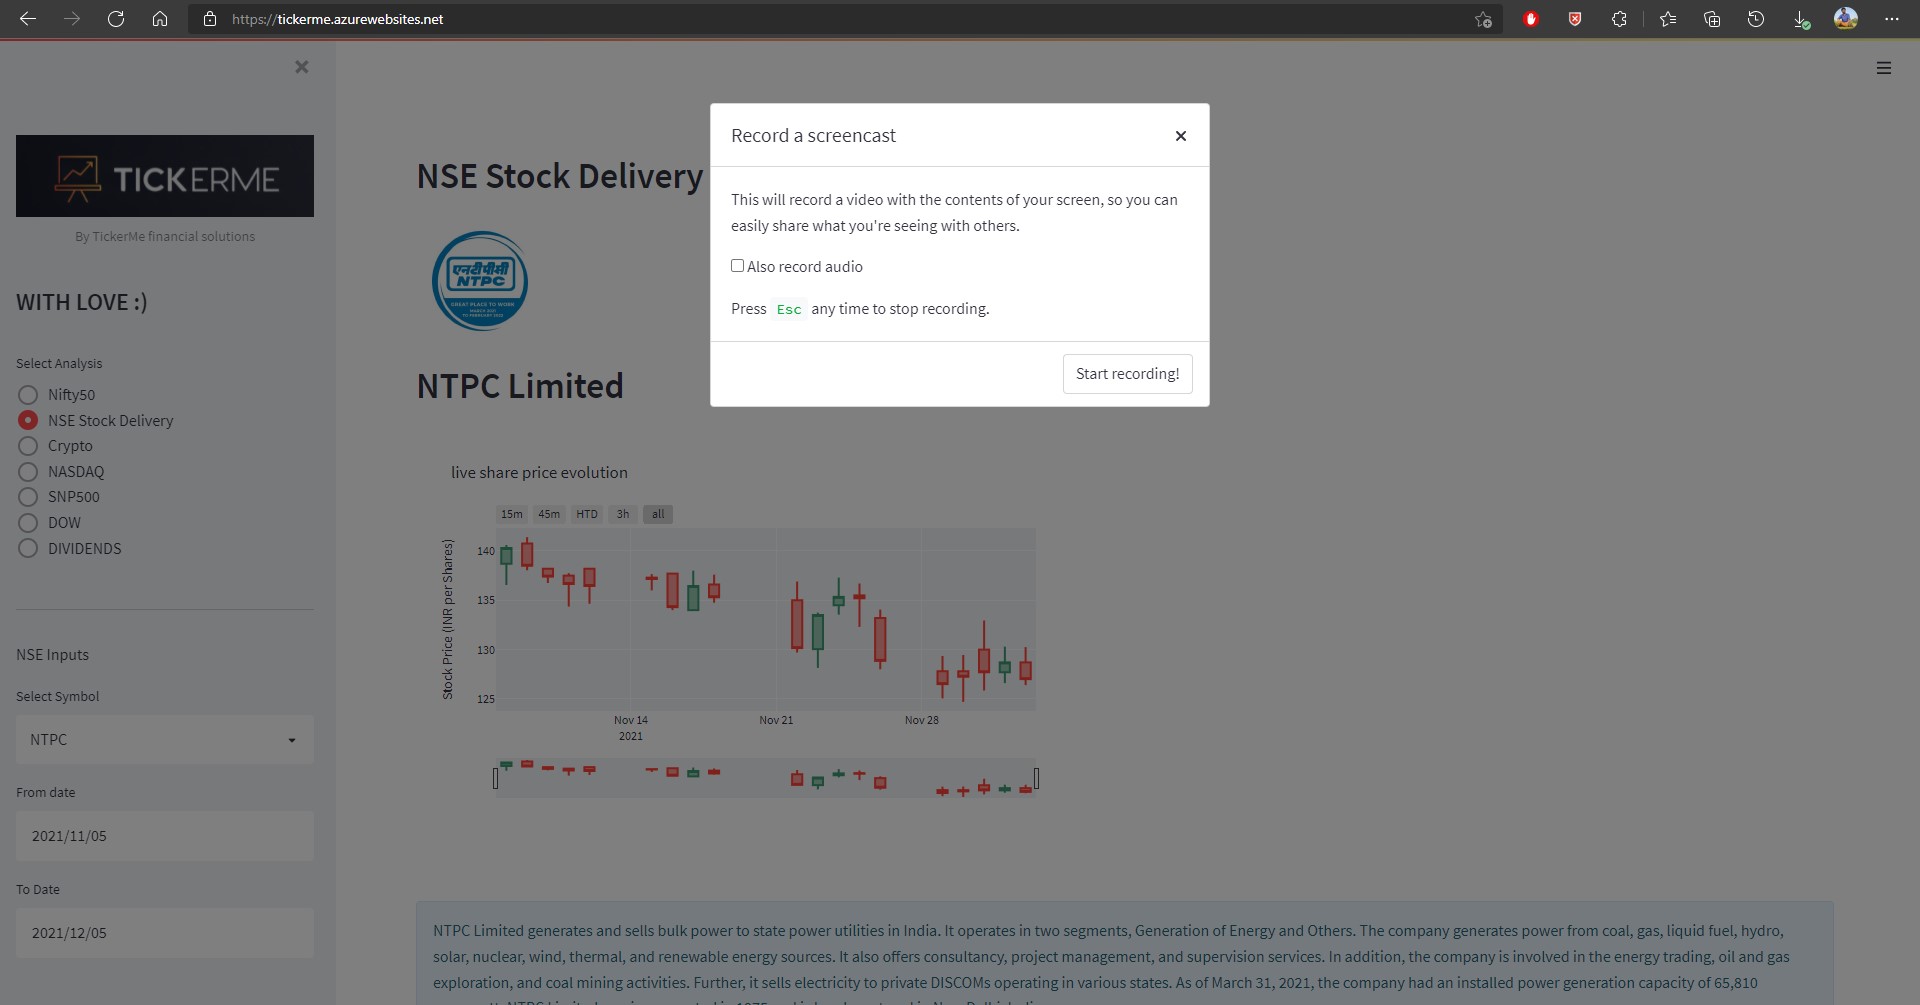 https://tickerme.azurewebsites.net
TICKERME
By TickerMe financial solutions
WITH LOVE :)
Select Analysis
Nifty50
NSE Stock Delivery
Crypto
NASDAQ
SNP500
DOW
DIVIDENDS
NSE Inputs
Select Symbol
NTPC
From date
2021/11/05
To Date
2021/12/05
NSE Stock Delivery
एनटीपीसी
NTPC
GREAT PLACE TO WORK
NTPC Limited
live share price evolution
15m 45m HTD 3h all
Stock Price (INR per Shares)
140
135
130
125
Nov 14 Nov 21 Nov 28
2021
NTPC Limited generates and sells bulk power to state power utilities in India. It operates in two segments, Generation of Energy and Others. The company generates power from coal, gas, liquid fuel, hydro,
solar, nuclear, wind, thermal, and renewable energy sources. It also offers consultancy, project management, and supervision services. In addition, the company is involved in the energy trading, oil and gas
exploration, and coal mining activities. Further, it sells electricity to private DISCOMs operating in various states. As of March 31, 2021, the company had an installed power generation capacity of 65,810
Record a screencast
This will record a video with the contents of your screen, so you can
easily share what you're seeing with others.
Also record audio
Press Esc any time to stop recording.
Start recording!